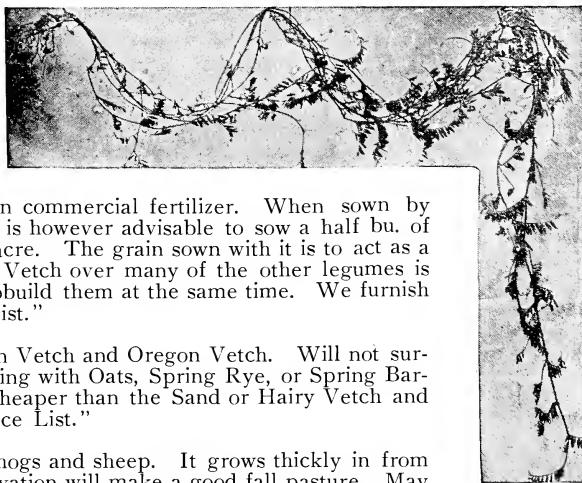 n commercial fertilizer. When sown by
is however advisable to sow a half bu. of
acre. The grain sown with it is to act as a
Vetch over many of the other legumes is
build them at the same time. We furnish
ist."
n Vetch and Oregon Vetch. Will not sur-
ing with Oats, Spring Rye, or Spring Bar-
heaper than the Sand or Hairy Vetch and
ce List."
hogs and sheep. It grows thickly in from
vation will make a good fall pasture. May